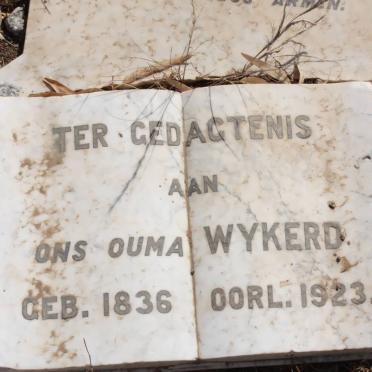 ARMEN.
TER GEDAGTENIS
AAN
ONS OUMA WYKERD.
GEB. 1836 OORL. 1923.